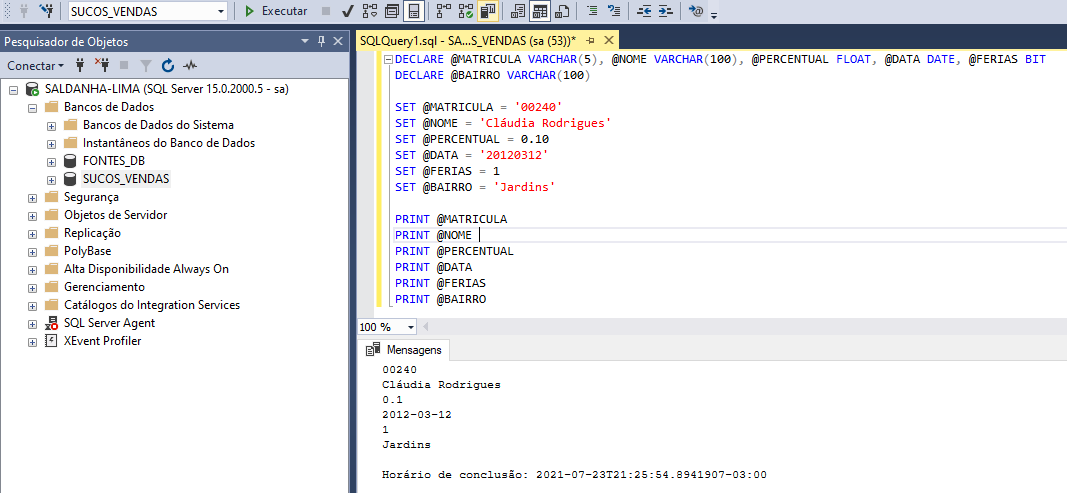 SUCOS_VENDAS
Executar
Pesquisador de Objetos
Conectar
SALDANHA-LIMA (SQL Server 15.0.2000.5 - sa)
Bancos de Dados
Bancos de Dados do Sistema
Instantâneos do Banco de Dados
FONTES_DB
SUCOS_VENDAS
Segurança
Objetos de Servidor
Replicação
PolyBase
Alta Disponibilidade Always On
Gerenciamento
Catálogos do Integration Services
SQL Server Agent
XEvent Profiler
SQLQuery1.sql - SA...S_VENDAS (sa (53))*
DECLARE @MATRICULA VARCHAR(5), @NOME VARCHAR(100), @PERCENTUAL FLOAT, @DATA DATE, @FERIAS BIT
DECLARE @BAIRRO VARCHAR(100)
SET @MATRICULA = '00240'
SET @NOME = 'Cláudia Rodrigues'
SET @PERCENTUAL = 0.10
SET @DATA = '20120312'
SET @FERIAS = 1
SET @BAIRRO = 'Jardins'
PRINT @MATRICULA
PRINT @NOME
PRINT @PERCENTUAL
PRINT @DATA
PRINT @FERIAS
PRINT @BAIRRO
100 %
Mensagens
00240
Cláudia Rodrigues
0.1
2012-03-12
1
Jardins
Horário de conclusão: 2021-07-23T21:25:54.8941907-03:00